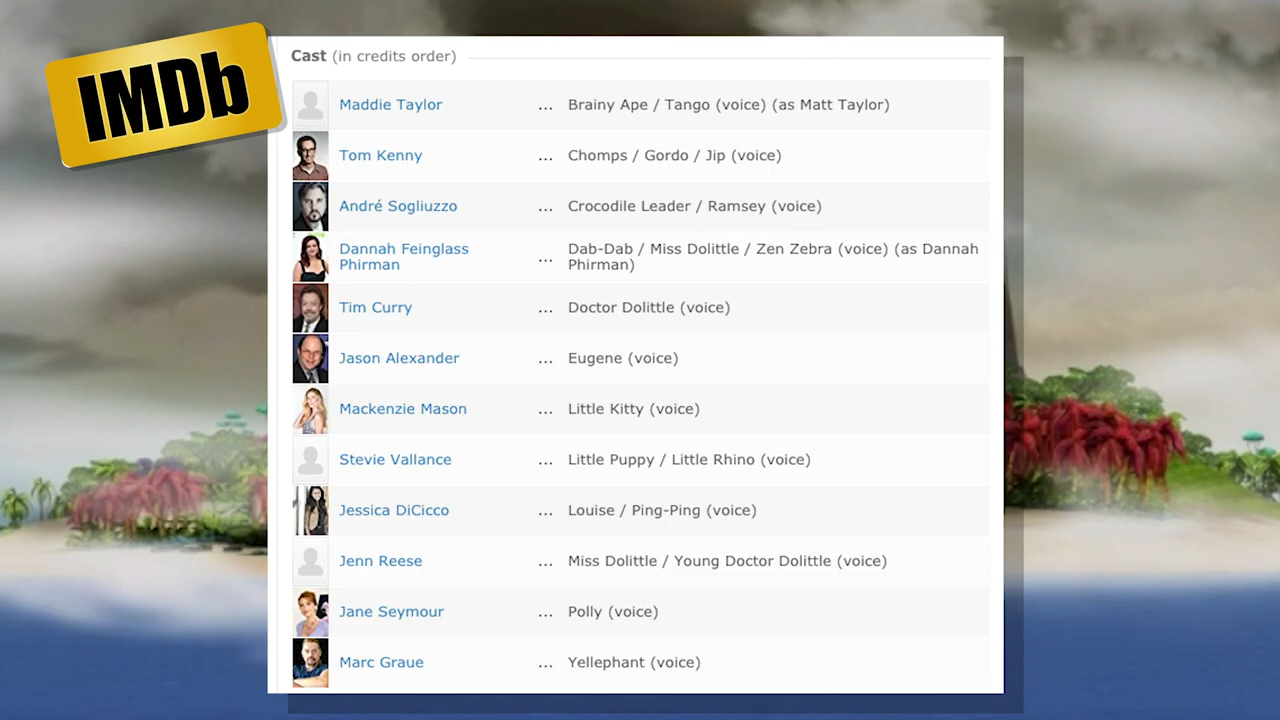 IMDb
Cast (in credits order)
Maddie Taylor ... Brainy Ape / Tango (voice) (as Matt Taylor)
Tom Kenny ... Chomps / Gordo / Jip (voice)
André Sogliuzzo ... Crocodile Leader / Ramsey (voice)
Dannah Feinglass Phirman ... Dab-Dab / Miss Dolittle / Zen Zebra (voice) (as Dannah Phirman)
Tim Curry ... Doctor Dolittle (voice)
Jason Alexander ... Eugene (voice)
Mackenzie Mason ... Little Kitty (voice)
Stevie Vallance ... Little Puppy / Little Rhino (voice)
Jessica DiCicco ... Louise / Ping-Ping (voice)
Jenn Reese ... Miss Dolittle / Young Doctor Dolittle (voice)
Jane Seymour ... Polly (voice)
Marc Graue ... Yellephant (voice)